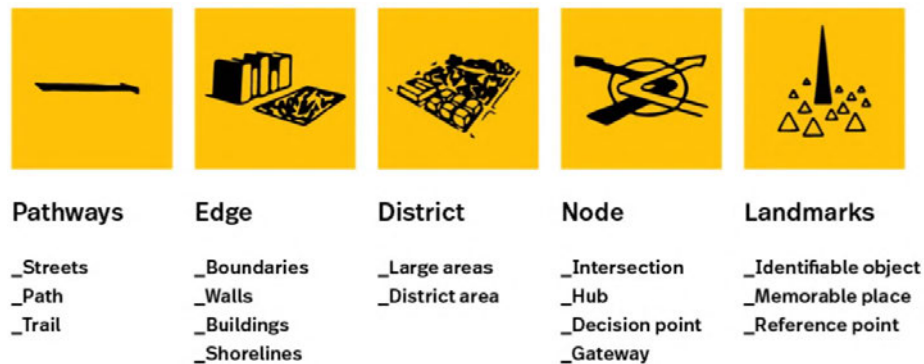 Pathways
_Streets
_Path
_Trail
Edge
_Boundaries
_Walls
_Buildings
_Shorelines
District
_Large areas
_District area
Node
_Intersection
_Hub
_Decision point
_Gateway
Landmarks
_Identifiable object
_Memorable place
_Reference point